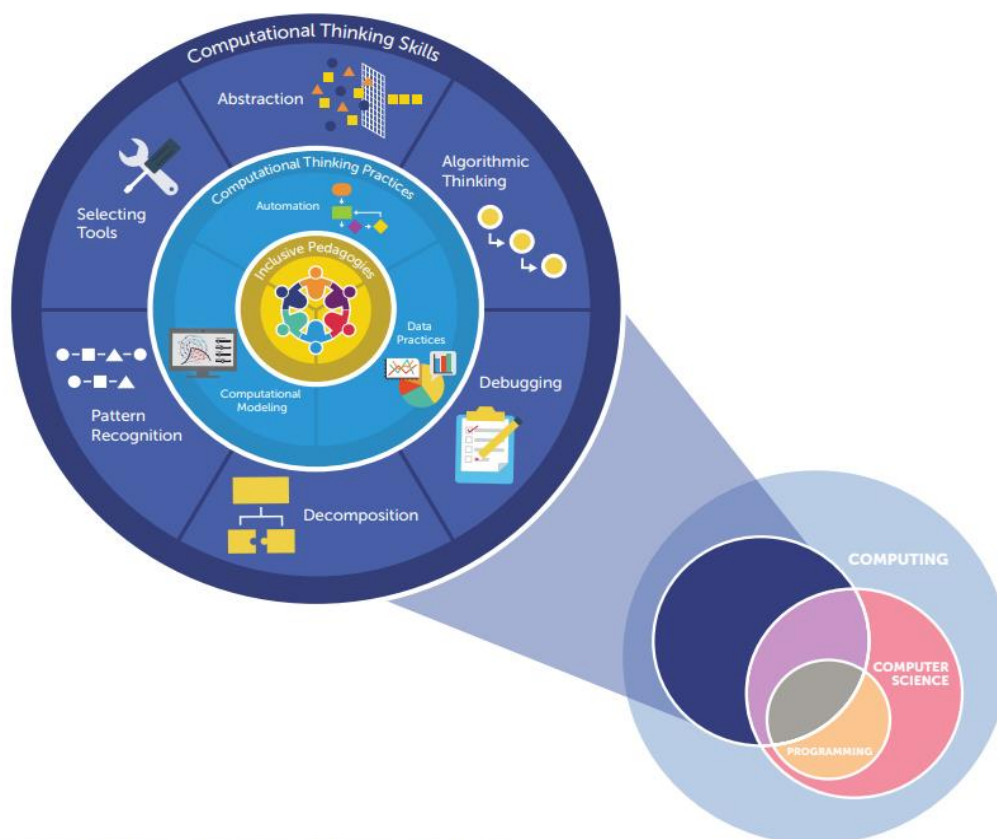 Computational Thinking Skills
Abstraction
Algorithmic
Thinking
Selecting
Tools
Computational Thinking Practices
Automation
Inclusive Pedagogies
Data
Practices
Computational
Modeling
Debugging
Pattern
Recognition
Decomposition
COMPUTING
COMPUTER
SCIENCE
PROGRAMMING